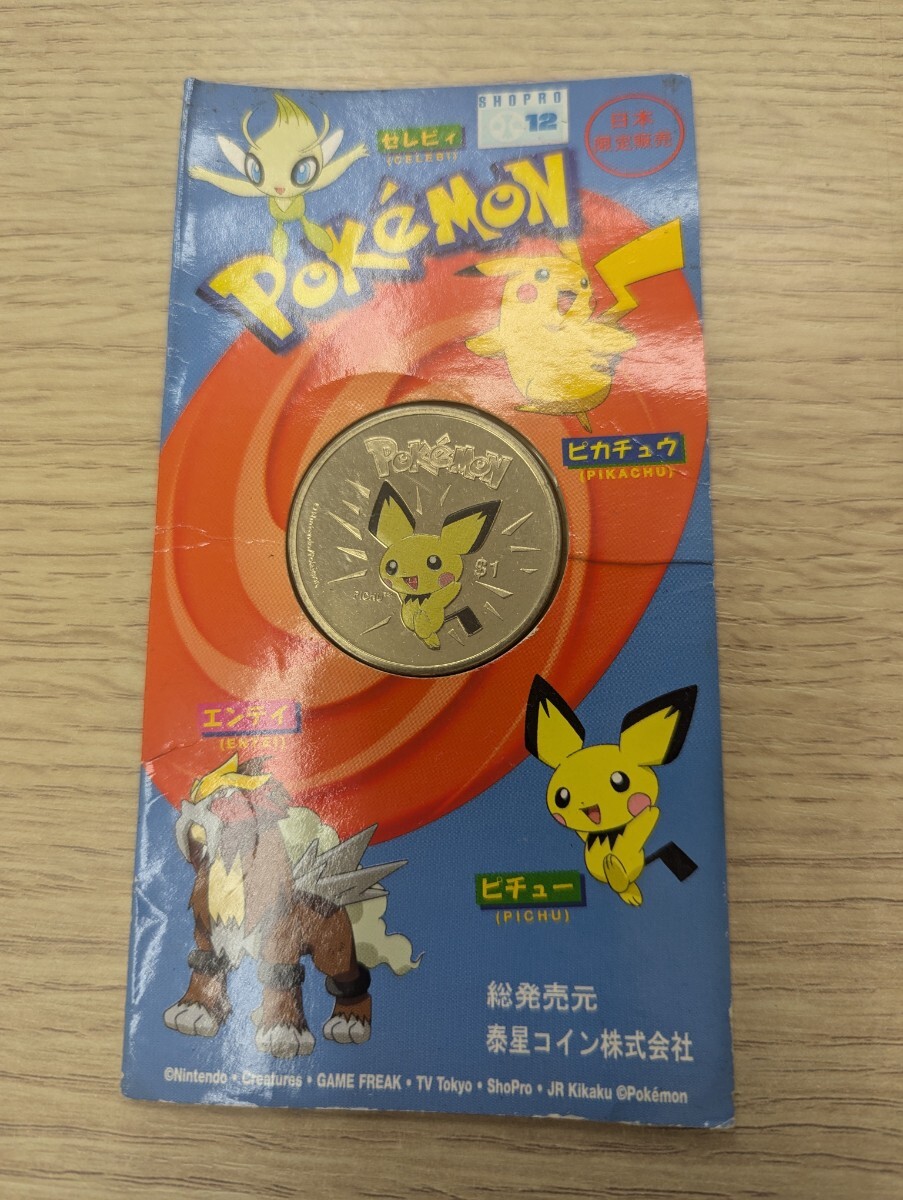 SHOPRO
12
日本
限定販売
セレビィ
(CELEBI)
POKéMON
ピカチュウ
(PIKACHU)
POKéMON
$1
PICHU
エンテイ
(ENTEI)
ピチュー
(PICHU)
総発売元
泰星コイン株式会社
©Nintendo・Creatures・GAME FREAK・TV Tokyo・ShoPro・JR Kikaku ©Pokémon